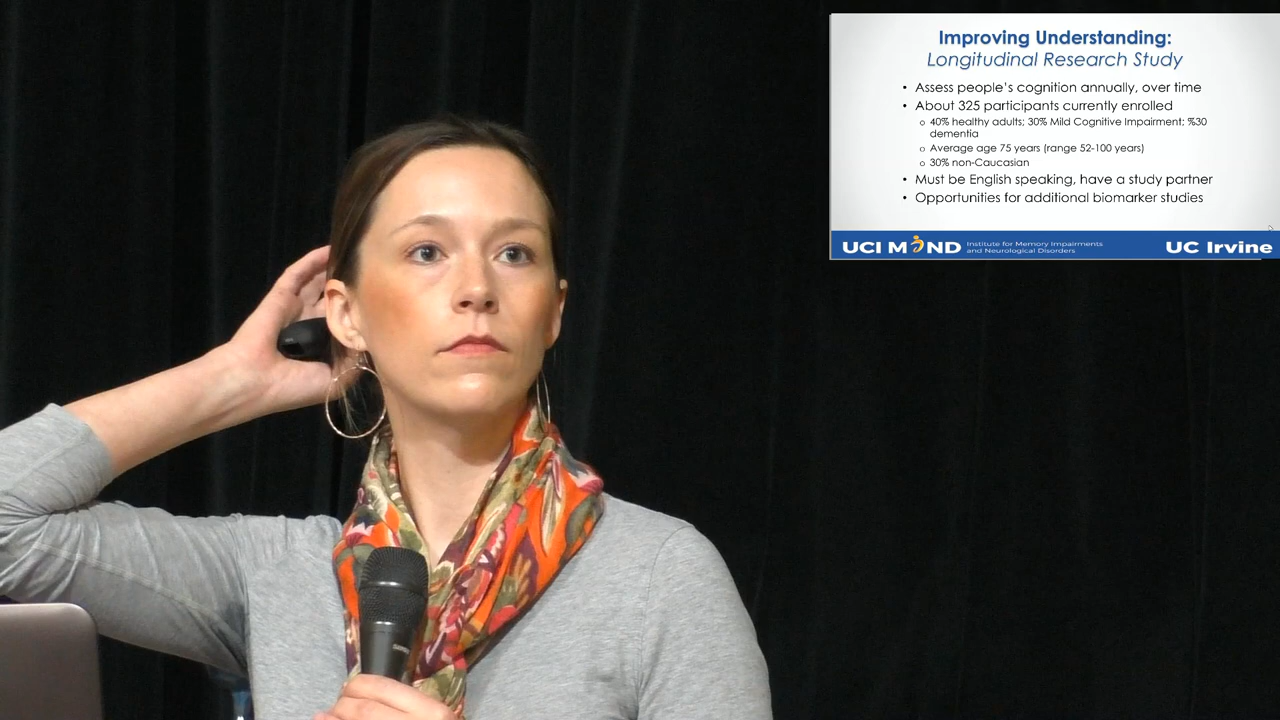 Improving Understanding:
Longitudinal Research Study
• Assess people's cognition annually, over time
• About 325 participants currently enrolled
o 40% healthy adults; 30% Mild Cognitive Impairment; %30
dementia
o Average age 75 years (range 52-100 years)
o 30% non-Caucasian
• Must be English speaking, have a study partner
• Opportunities for additional biomarker studies
UCI MIND
Institute for Memory Impairments
and Neurological Disorders
UC Irvine